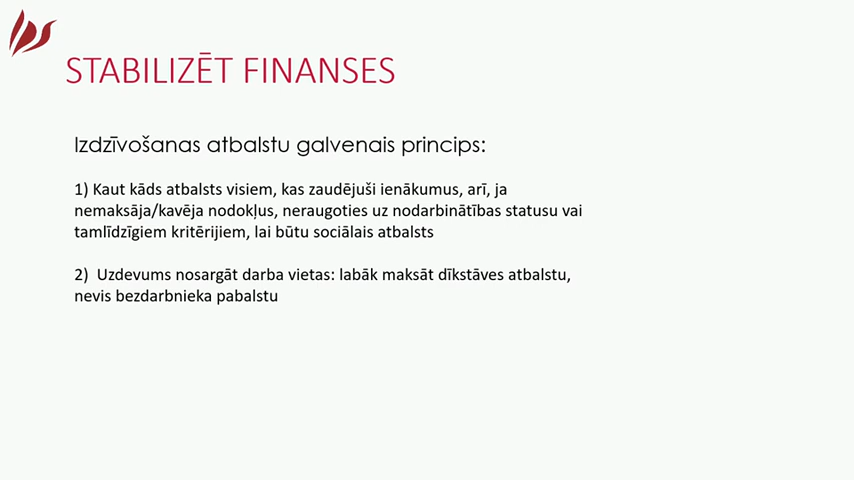 STABILIZĒT FINANSES
Izdzīvošanas atbalstu galvenais princips:
1) Kaut kāds atbalsts visiem, kas zaudējuši ienākumus, arī, ja
nemaksāja/kavēja nodokļus, neraugoties uz nodarbinātības statusu vai
tamlīdzīgiem kritērijiem, lai būtu sociālais atbalsts
2) Uzdevums nosargāt darba vietas: labāk maksāt dīkstāves atbalstu,
nevis bezdarbnieka pabalstu